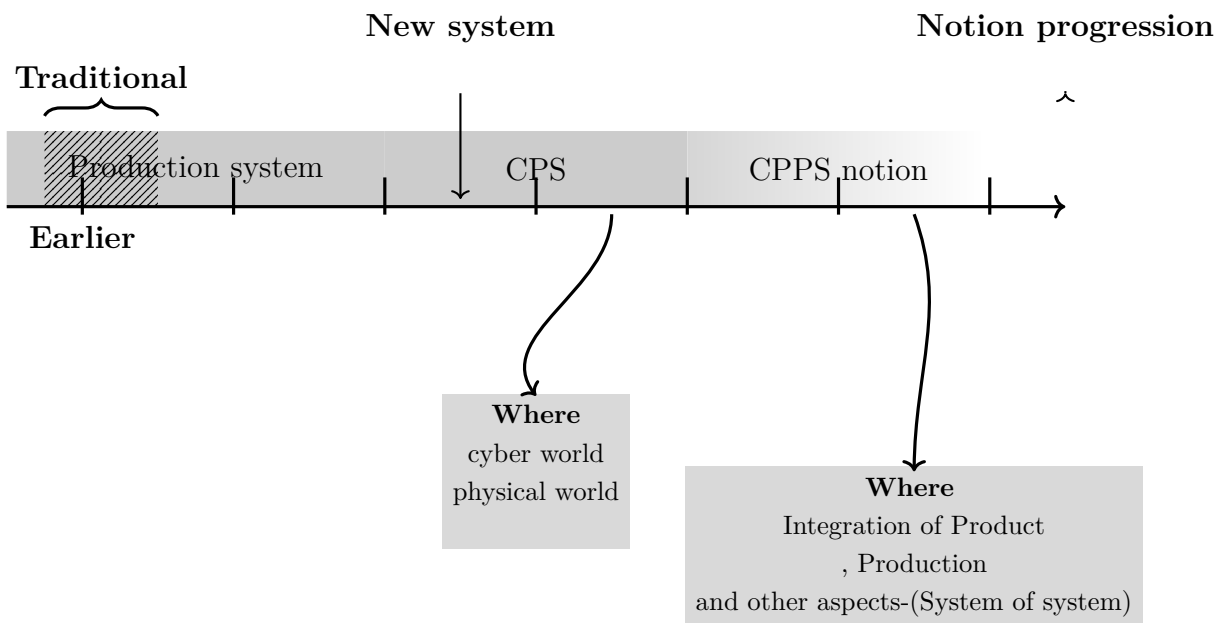 New system
Notion progression
Traditional
Production system
CPS
CPPS notion
Earlier
Where
cyber world
physical world
Where
Integration of Product
, Production
and other aspects-(System of system)